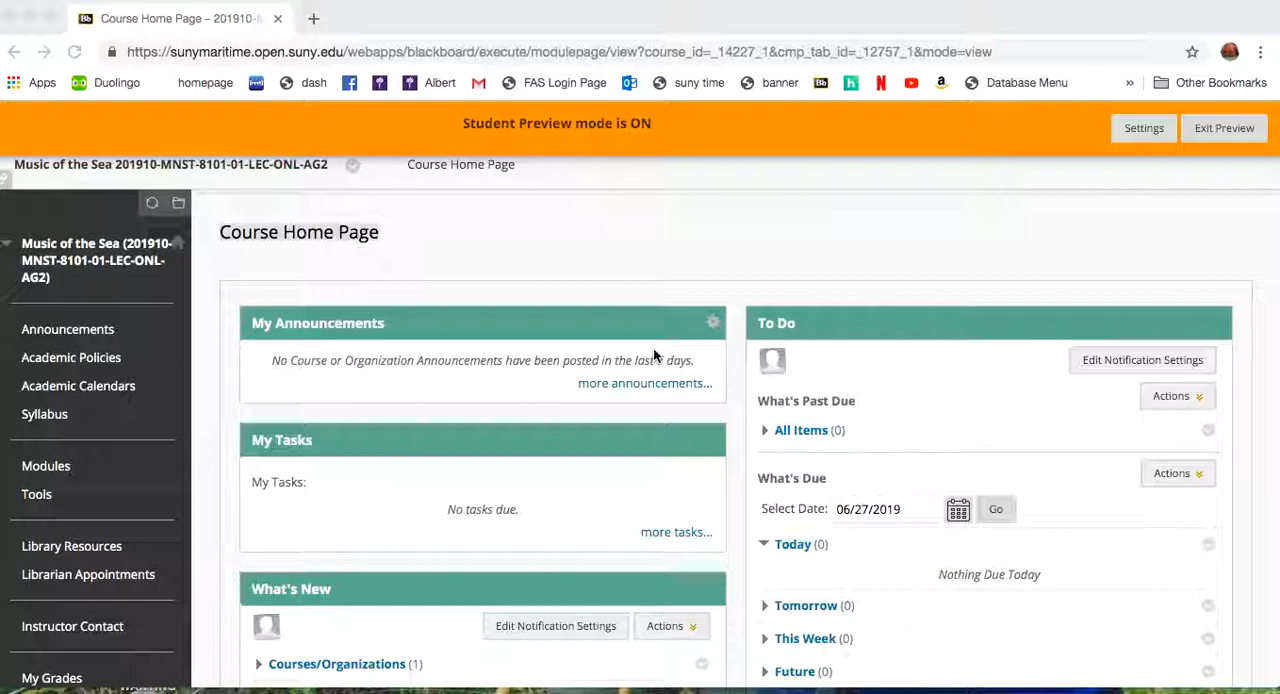 Course Home Page – 201910-M
https://sunymaritime.open.suny.edu/webapps/blackboard/execute/modulepage/view?course_id=_14227_1&cmp_tab_id=_12757_1&mode=view
Apps Duolingo homepage dash Albert FAS Login Page suny time banner Bb h N a Database Menu » Other Bookmarks
Student Preview mode is ON
Settings Exit Preview
Music of the Sea 201910-MNST-8101-01-LEC-ONL-AG2 Course Home Page
Music of the Sea (201910-
MNST-8101-01-LEC-ONL-
AG2)
Announcements
Academic Policies
Academic Calendars
Syllabus
Modules
Tools
Library Resources
Librarian Appointments
Instructor Contact
My Grades
Course Home Page
My Announcements
No Course or Organization Announcements have been posted in the last days.
more announcements...
My Tasks
My Tasks:
No tasks due.
more tasks...
What's New
Edit Notification Settings Actions
Courses/Organizations (1)
To Do
Edit Notification Settings
What's Past Due Actions
All Items (0)
What's Due Actions
Select Date: 06/27/2019 Go
Today (0)
Nothing Due Today
Tomorrow (0)
This Week (0)
Future (0)